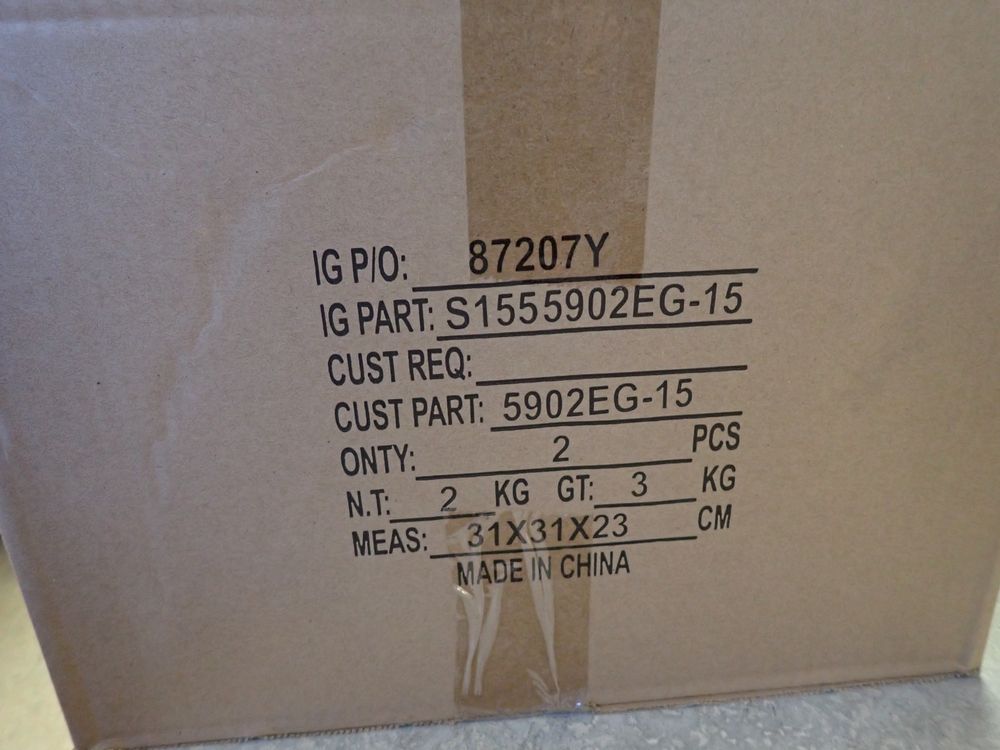 IG P/O: 87207Y
IG PART: S1555902EG-15
CUST REQ:
CUST PART: 5902EG-15
ONTY: 2 PCS
N.T: 2 KG GT: 3 KG
MEAS: 31X31X23 CM
MADE IN CHINA